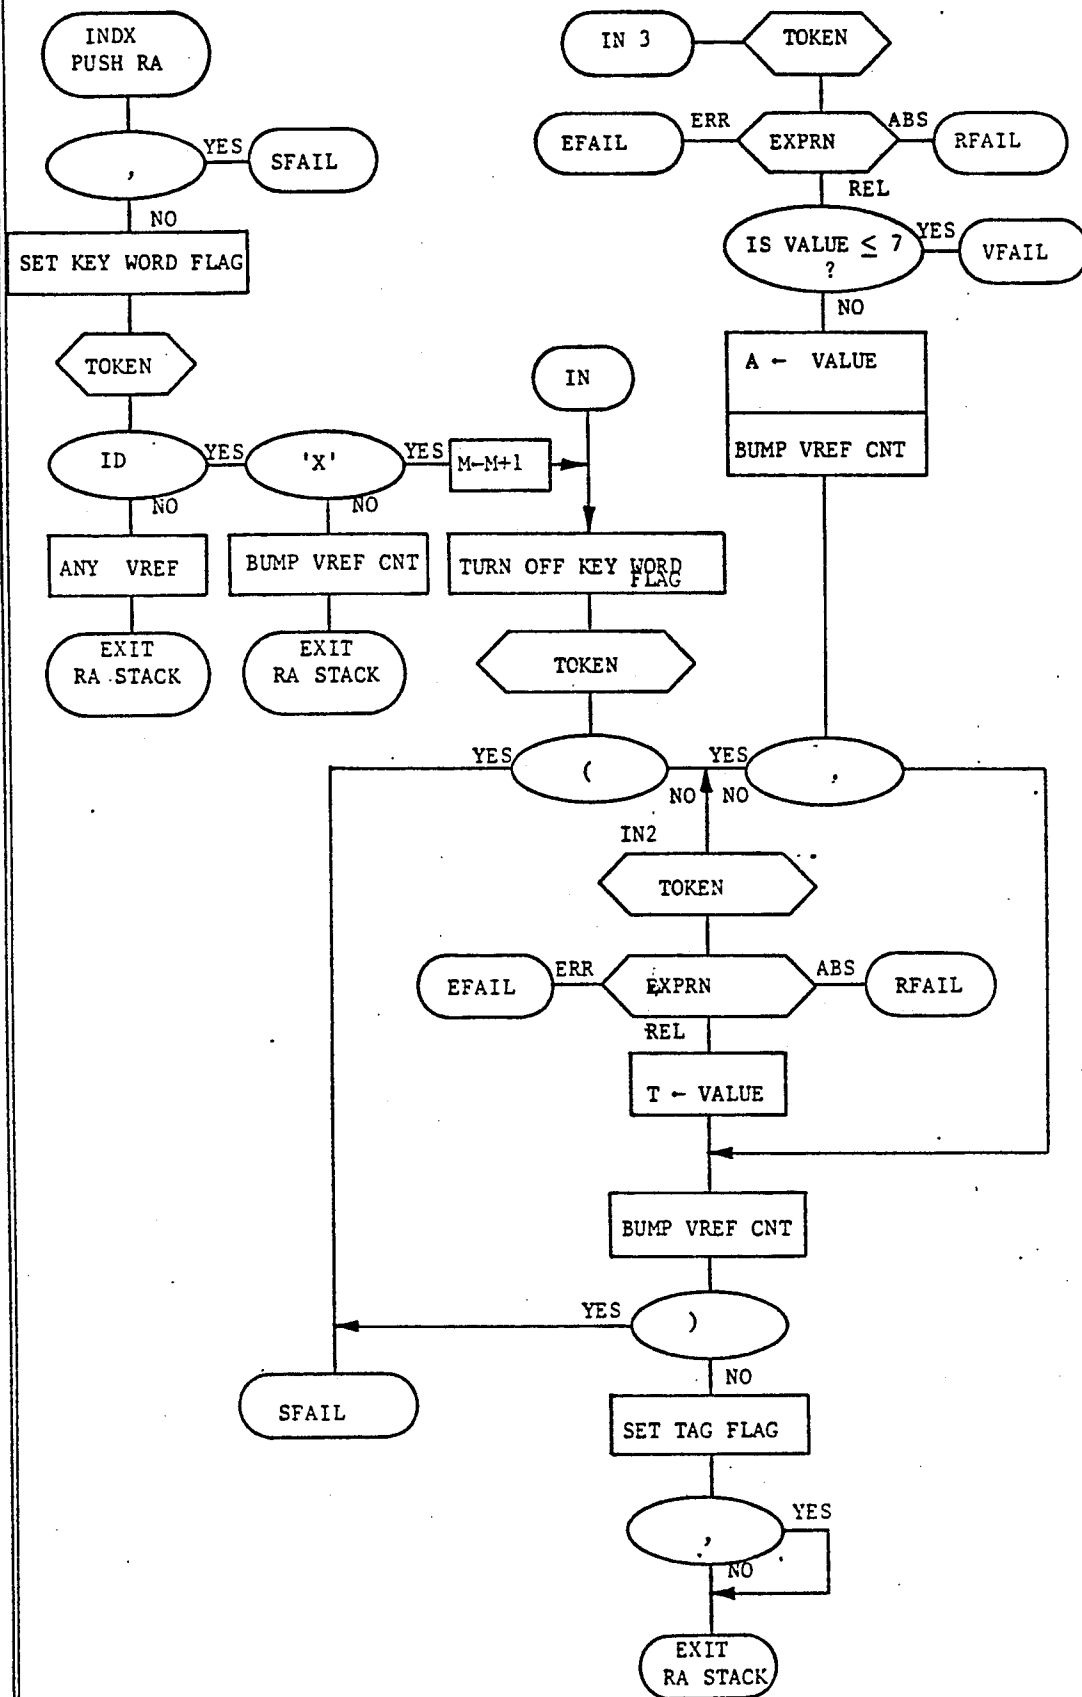 INDX
PUSH RA
,
YES
SFAIL
NO
SET KEY WORD FLAG
TOKEN
ID
YES
'X'
YES
M←M+1
NO
NO
ANY VREF
BUMP VREF CNT
EXIT
RA STACK
EXIT
RA STACK
IN
TURN OFF KEY WORD
FLAG
TOKEN
YES
(
NO
IN 3
TOKEN
EFAIL
ERR
EXPRN
ABS
RFAIL
REL
IS VALUE ≤ 7
?
YES
VFAIL
NO
A ← VALUE
BUMP VREF CNT
YES
,
NO
IN2
TOKEN
EFAIL
ERR
EXPRN
ABS
RFAIL
REL
T ← VALUE
BUMP VREF CNT
YES
)
NO
SFAIL
SET TAG FLAG
,
YES
NO
EXIT
RA STACK